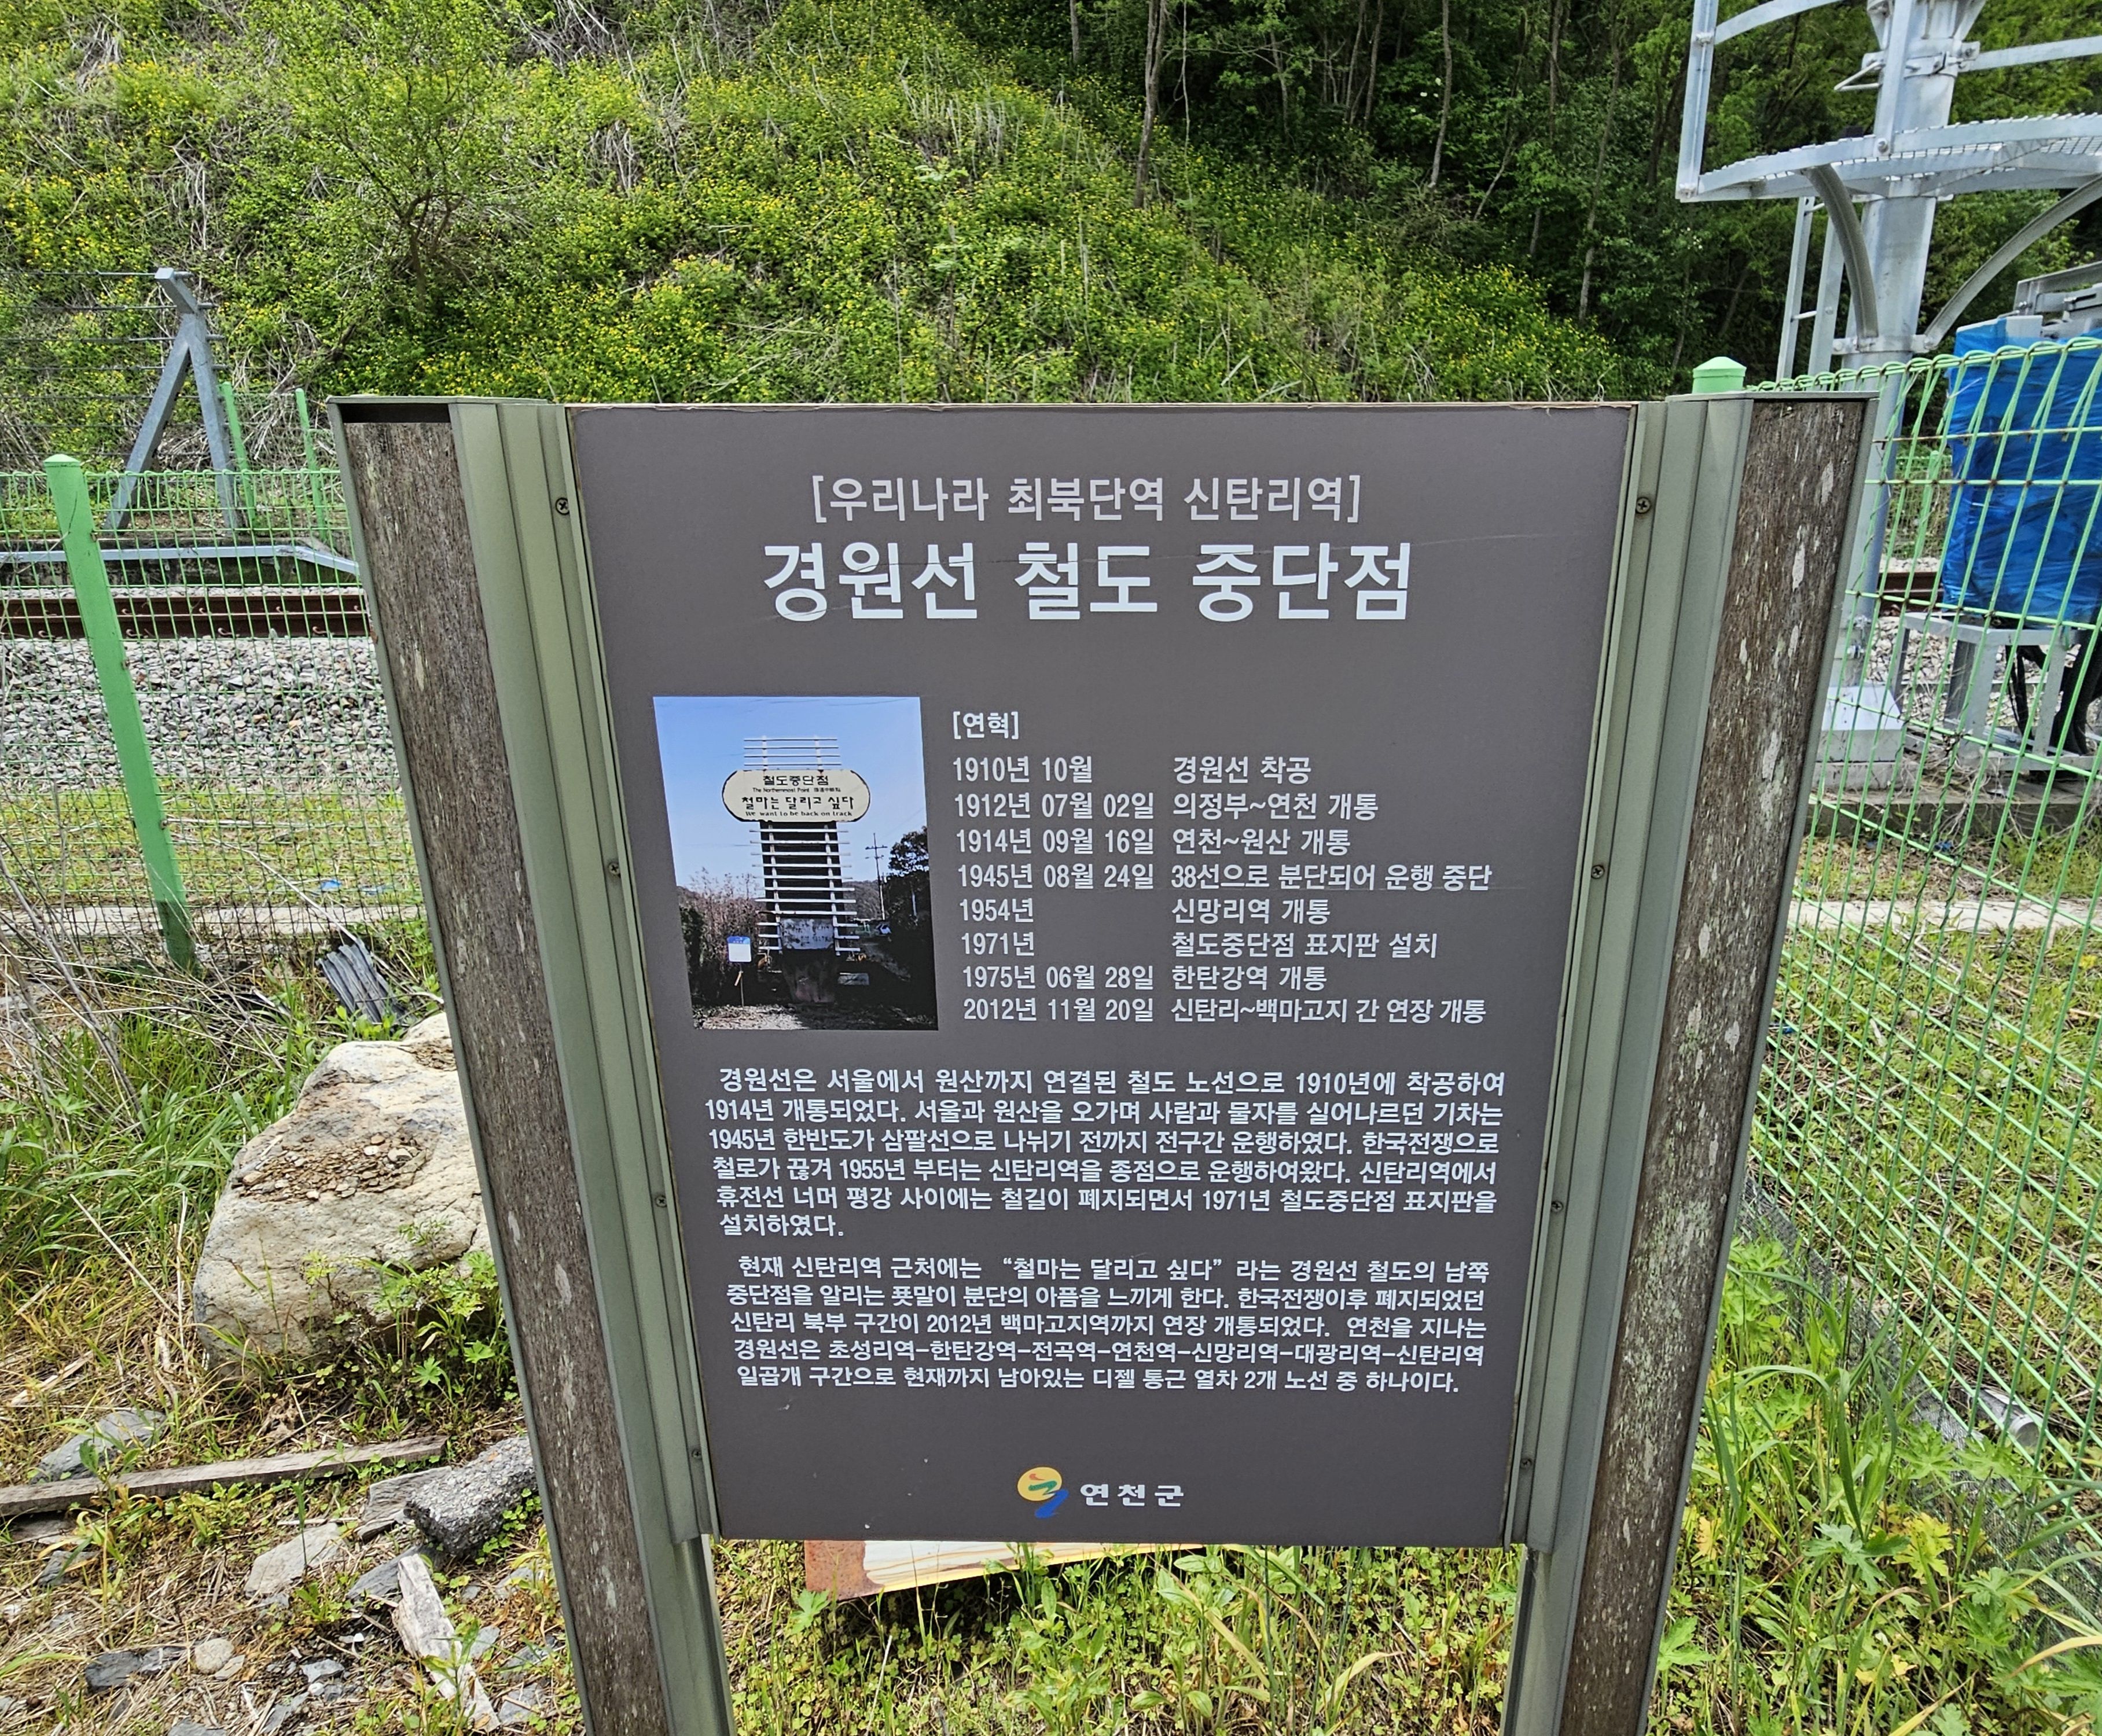 [우리나라 최북단역 신탄리역]
경원선 철도 중단점
철도중단점
The Northernmost Point
철마는 달리고 싶다
We want to be back on track
[연혁]
1910년 10월 경원선 착공
1912년 07월 02일 의정부~연천 개통
1914년 09월 16일 연천~원산 개통
1945년 08월 24일 38선으로 분단되어 운행 중단
1954년 신망리역 개통
1971년 철도중단점 표지판 설치
1975년 06월 28일 한탄강역 개통
2012년 11월 20일 신탄리~백마고지 간 연장 개통
경원선은 서울에서 원산까지 연결된 철도 노선으로 1910년에 착공하여
1914년 개통되었다. 서울과 원산을 오가며 사람과 물자를 실어나르던 기차는
1945년 한반도가 삼팔선으로 나뉘기 전까지 전구간 운행하였다. 한국전쟁으로
철로가 끊겨 1955년 부터는 신탄리역을 종점으로 운행하여왔다. 신탄리역에서
휴전선 너머 평강 사이에는 철길이 폐지되면서 1971년 철도중단점 표지판을
설치하였다.
현재 신탄리역 근처에는 “철마는 달리고 싶다” 라는 경원선 철도의 남쪽
중단점을 알리는 푯말이 분단의 아픔을 느끼게 한다. 한국전쟁이후 폐지되었던
신탄리 북부 구간이 2012년 백마고지역까지 연장 개통되었다. 연천을 지나는
경원선은 초성리역-한탄강역-전곡역-연천역-신망리역-대광리역-신탄리역
일곱개 구간으로 현재까지 남아있는 디젤 통근 열차 2개 노선 중 하나이다.
연천군